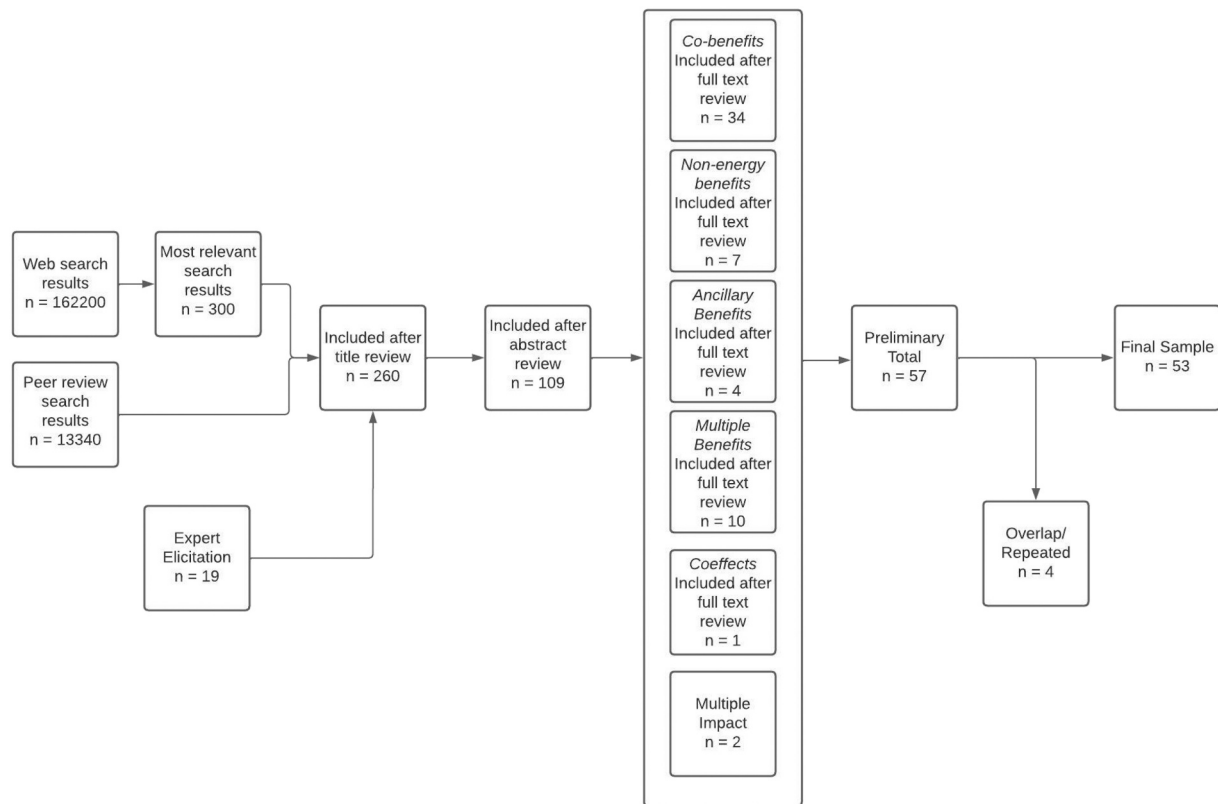 Web search
results
n = 162200
Most relevant
search
results
n = 300
Peer review
search
results
n = 13340
Expert
Elicitation
n = 19
Included after
title review
n = 260
Included after
abstract
review
n = 109
Co-benefits
Included after
full text
review
n = 34
Non-energy
benefits
Included after
full text
review
n = 7
Ancillary
Benefits
Included after
full text
review
n = 4
Multiple
Benefits
Included after
full text
review
n = 10
Coeffects
Included after
full text
review
n = 1
Multiple
Impact
n = 2
Preliminary
Total
n = 57
Final Sample
n = 53
Overlap/
Repeated
n = 4